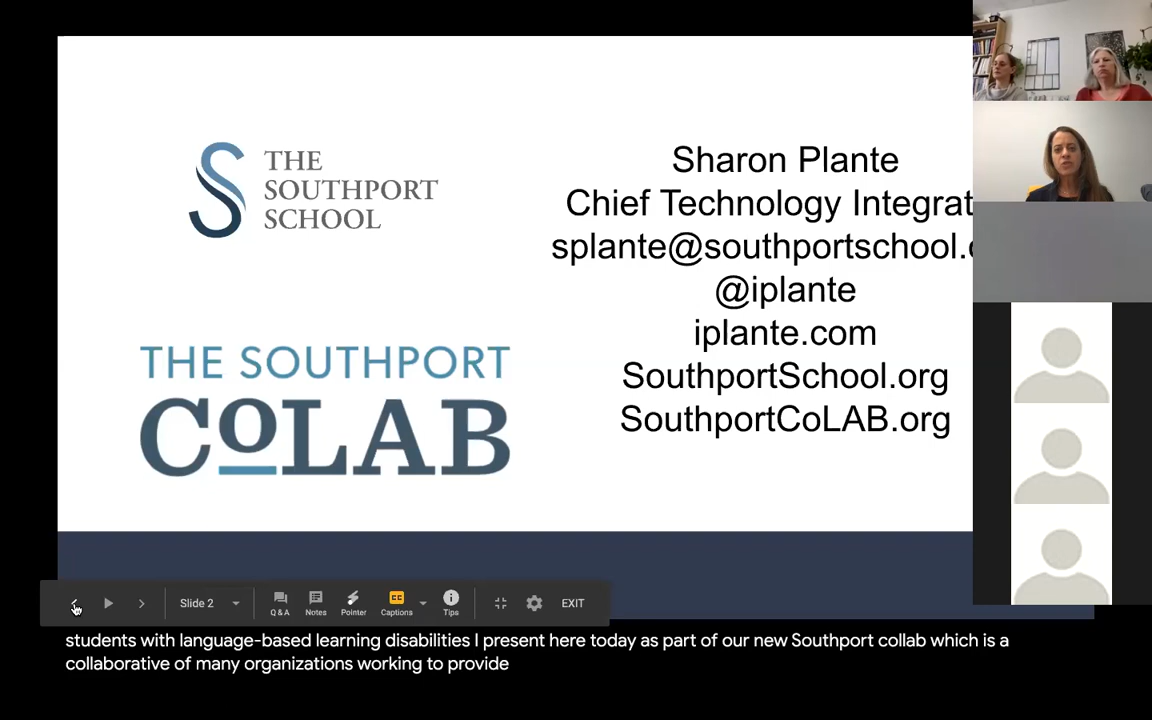 THE
SOUTHPORT
SCHOOL
THE SOUTHPORT
CoLAB
Sharon Plante
Chief Technology Integrat
splante@southportschool.
@iplante
iplante.com
SouthportSchool.org
SouthportCoLAB.org
Slide 2
Q & A
Notes
Pointer
Captions
Tips
EXIT
students with language-based learning disabilities I present here today as part of our new Southport collab which is a
collaborative of many organizations working to provide